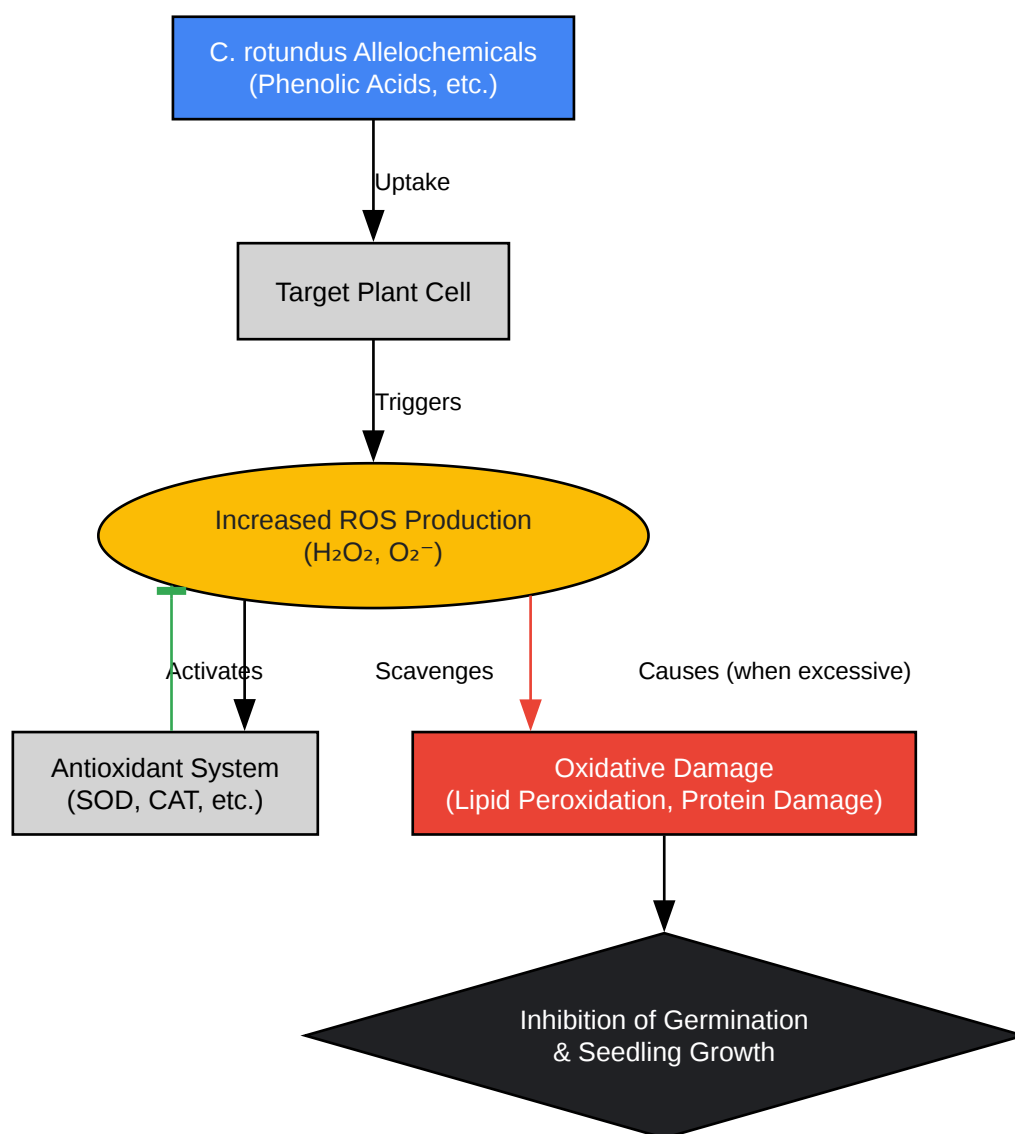 C. rotundus Allelochemicals
(Phenolic Acids, etc.)
Uptake
Target Plant Cell
Triggers
Increased ROS Production
(H₂O₂, O₂⁻)
Activates
Scavenges
Causes (when excessive)
Antioxidant System
(SOD, CAT, etc.)
Oxidative Damage
(Lipid Peroxidation, Protein Damage)
Inhibition of Germination
& Seedling Growth